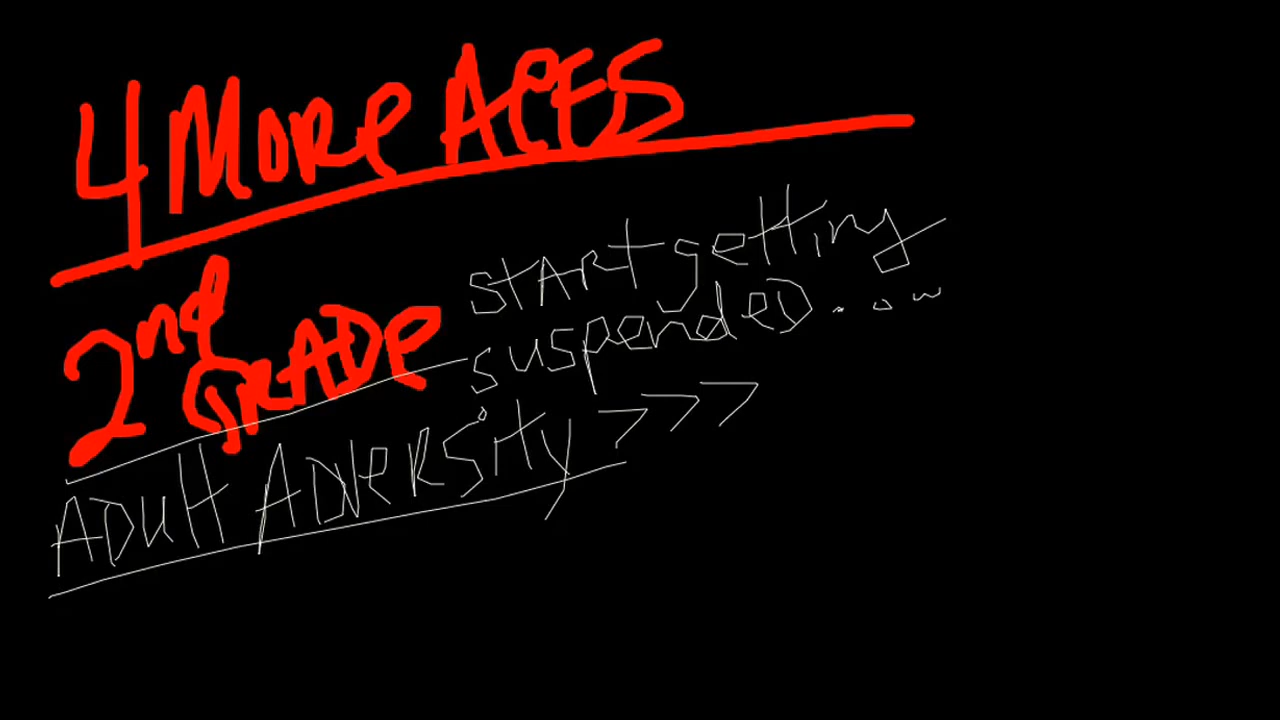 4 More ACES
2nd GRADE
start getting
suspended...
Adult Adversity >>>